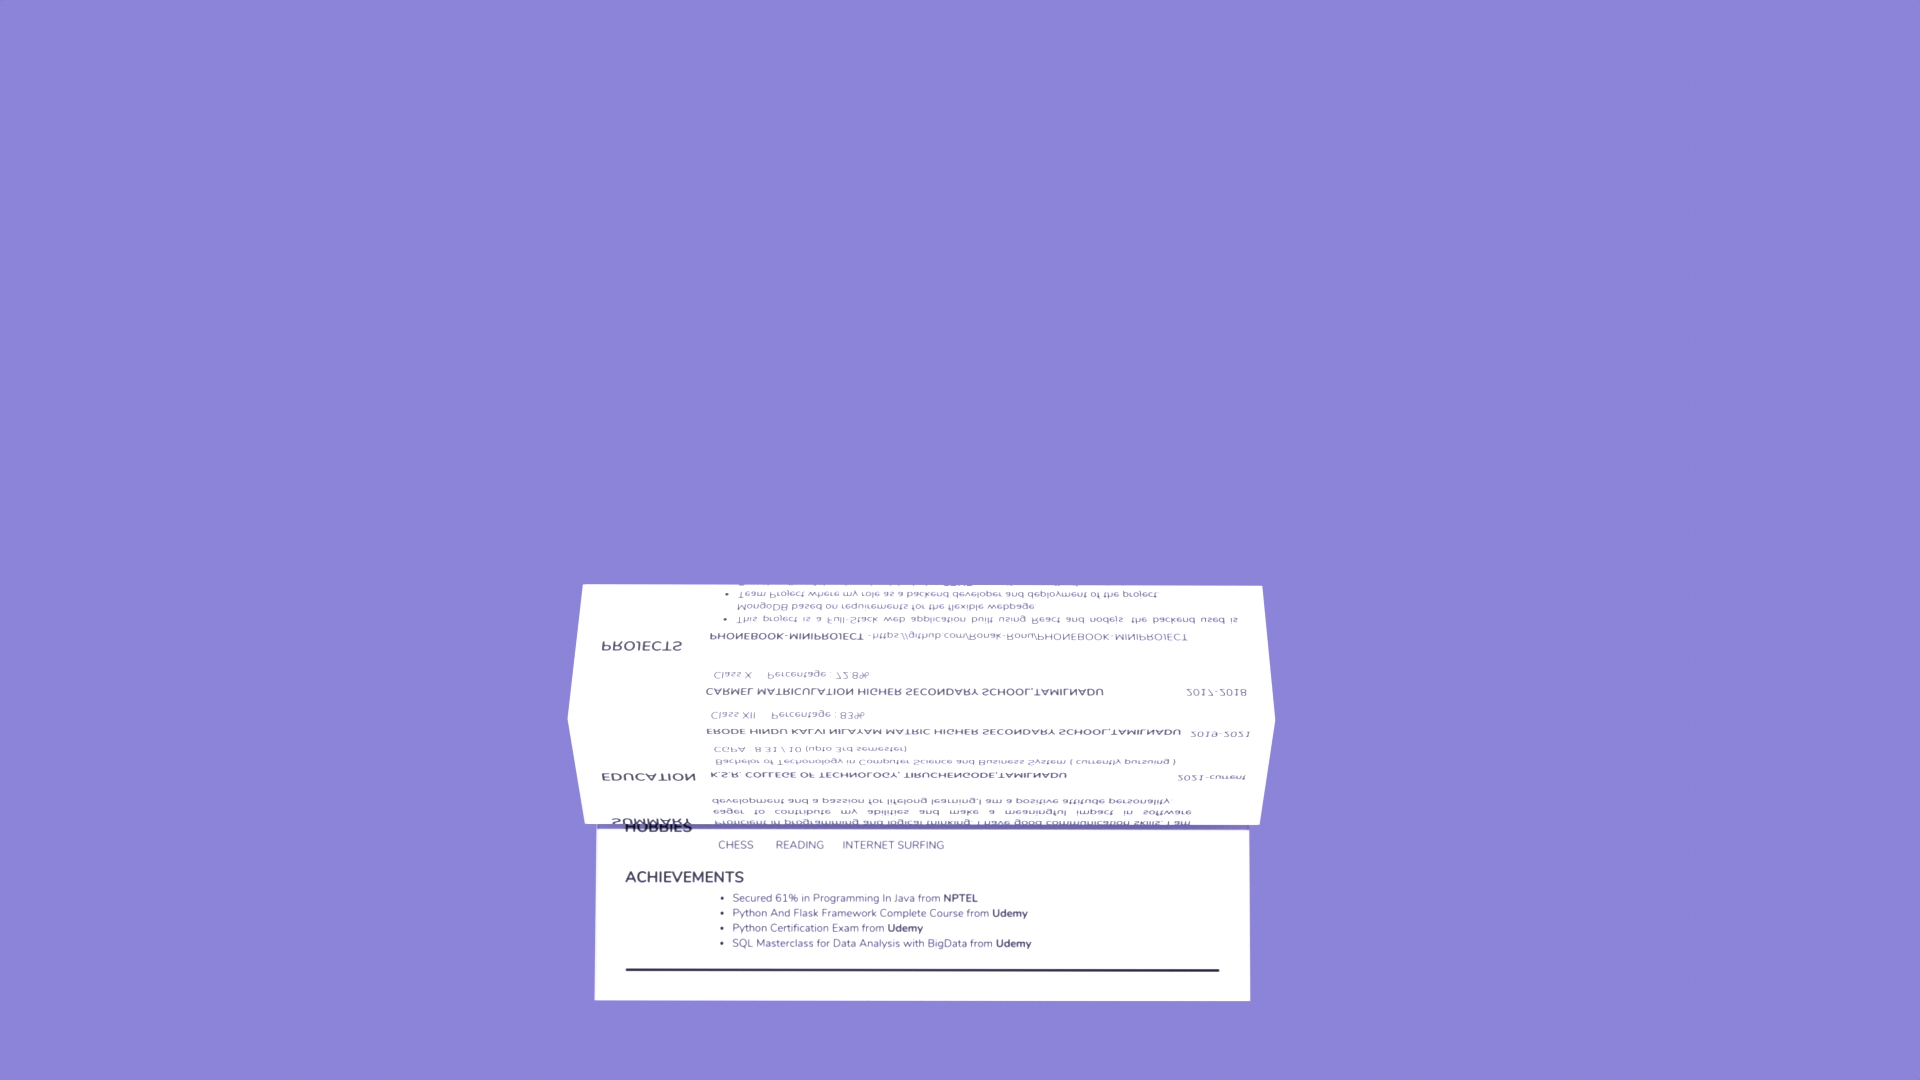 SUMMARY
Proficient in programming and logical thinking, I have good communication skills. I am
eager to contribute my abilities and make a meaningful impact in software
development and a passion for lifelong learning,I am a positive attitude personality.
EDUCATION K.S.R. COLLEGE OF TECHNOLOGY, TIRUCHENGODE,TAMILNADU 2021-current
Bachelor of Techonology in Computer Science and Business System ( currently pursuing )
CGPA : 8.31 / 10 (upto 3rd semester)
ERODE HINDU KALVI NILAYAM MATRIC HIGHER SECONDARY SCHOOL,TAMILNADU 2019-2021
Class XII Percentage : 83%
CARMEL MATRICULATION HIGHER SECONDARY SCHOOL,TAMILNADU 2017-2018
Class X Percentage : 72.8%
PROJECTS
PHONEBOOK-MINIPROJECT -https://github.com/Ronak-Ronu/PHONEBOOK-MINIPROJECT
• This project is a Full-Stack web application built using React and nodejs. the backend used is
MongoDB based on requirements for the flexible webpage
• Team Project where my role as a backend developer and deployment of the project.
HOBBIES
CHESS READING INTERNET SURFING
ACHIEVEMENTS
• Secured 61% in Programming In Java from NPTEL
• Python And Flask Framework Complete Course from Udemy
• Python Certification Exam from Udemy
• SQL Masterclass for Data Analysis with BigData from Udemy